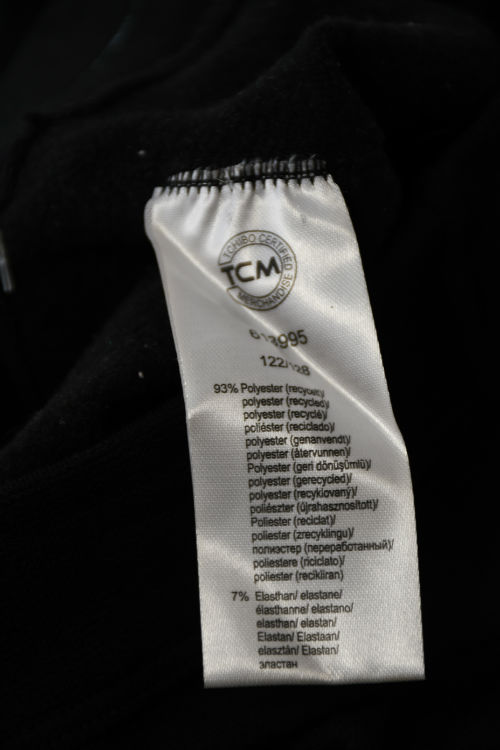 TCHIBO CERTIFIED
TCM
MERCHANDISE
122/128
93% Polyester (recycelt)/
polyester (recycled)/
polyester (recyclé)/
poliéster (reciclado)/
polyester (genanvendt)/
polyester (återvunnen)/
Polyester (geri dönüşümlü)/
polyester (gerecycled)/
polyester (recyklovaný)/
poliészter (újrahasznosított)/
Poliester (reciclat)/
poliester (zrecyklingu)/
полиэстер (переработанный)/
poliestere (riciclato)/
poliester (recikliran)
7% Elasthan/ elastane/
élasthanne/ elastano/
elasthan/ elastan/
Elastan/ Elastaan/
elasztán/ Elastan/
эластан